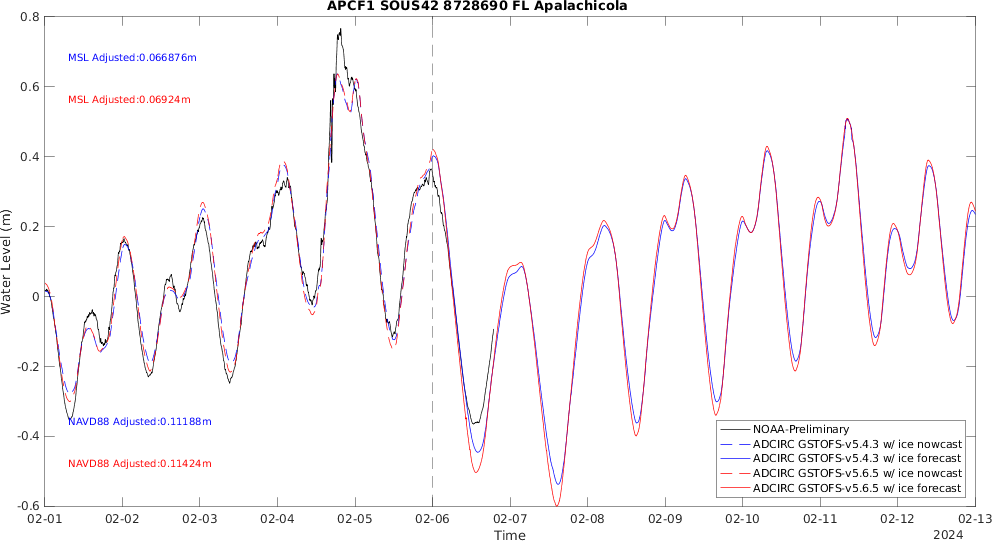 APCF1 SOUS42 8728690 FL Apalachicola
0.8
0.6
0.4
0.2
0
-0.2
-0.4
-0.6
Water Level (m)
MSL Adjusted:0.066876m
MSL Adjusted:0.06924m
NAVD88 Adjusted:0.11188m
NAVD88 Adjusted:0.11424m
NOAA-Preliminary
ADCIRC GSTOFS-v5.4.3 w/ ice nowcast
ADCIRC GSTOFS-v5.4.3 w/ ice forecast
ADCIRC GSTOFS-v5.6.5 w/ ice nowcast
ADCIRC GSTOFS-v5.6.5 w/ ice forecast
02-01 02-02 02-03 02-04 02-05 02-06 02-07 02-08 02-09 02-10 02-11 02-12 02-13
Time
2024